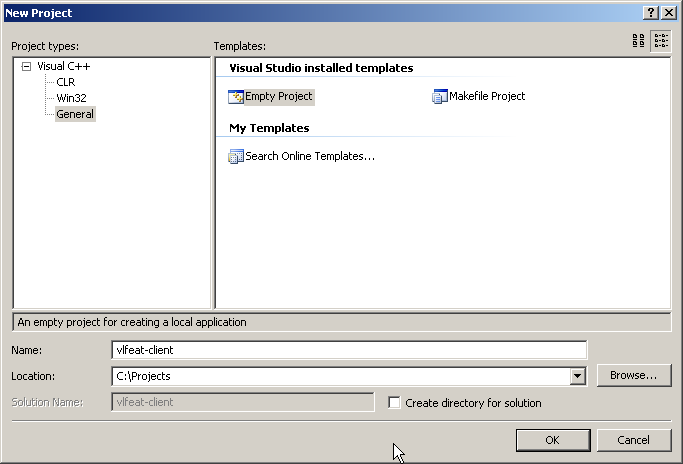 New Project
Project types:
Templates:
Visual C++
CLR
Win32
General
Visual Studio installed templates
Empty Project
Makefile Project
My Templates
Search Online Templates...
An empty project for creating a local application
Name:
vlfeat-client
Location:
C:\Projects
Browse...
Solution Name:
vlfeat-client
Create directory for solution
OK
Cancel